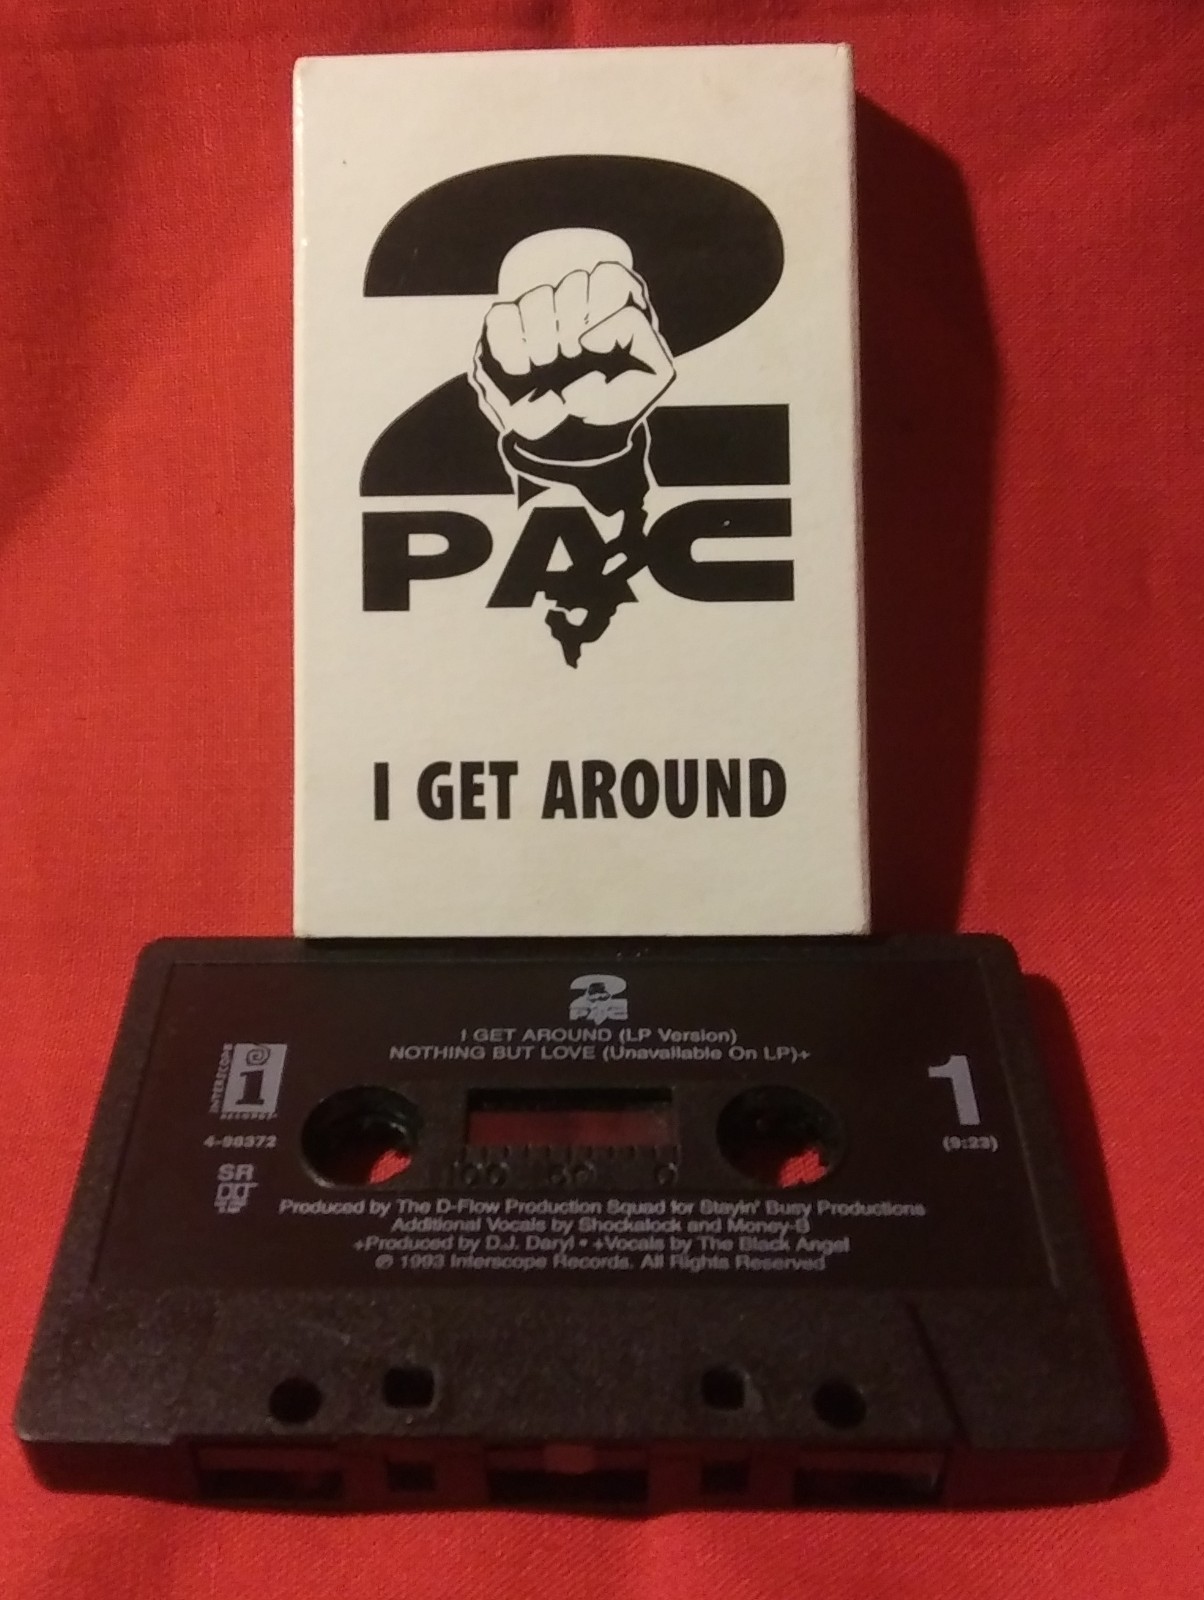 2
PAC
I GET AROUND
2
PAC
I GET AROUND (LP Version)
NOTHING BUT LOVE (Unavailable On LP)+
INTERSCOPE
RECORDS
1
(9:23)
4-98372
SR
Produced by The D-Flow Production Squad for Stayin' Busy Productions
Additional Vocals by Shockalock and Money-B
+Produced by D.J. Daryl • +Vocals by The Black Angel
℗ 1993 Interscope Records. All Rights Reserved